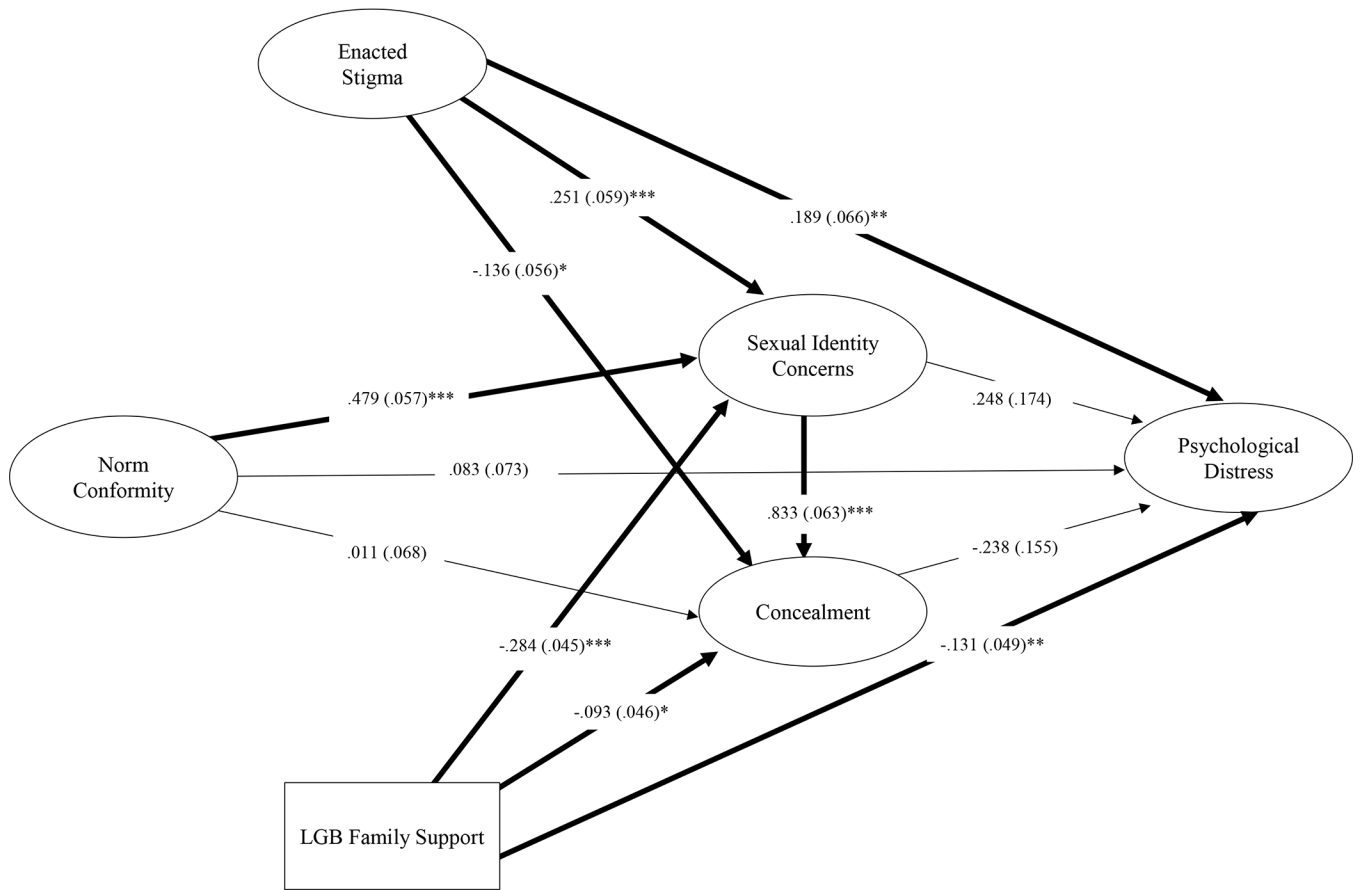 Enacted
Stigma
.251 (.059)***
.189 (.066)**
-.136 (.056)*
Sexual Identity
Concerns
.479 (.057)***
.248 (.174)
Psychological
Distress
Norm
Conformity
.083 (.073)
.833 (.063)***
.011 (.068)
-.238 (.155)
Concealment
-.284 (.045)***
-.131 (.049)**
-.093 (.046)*
LGB Family Support